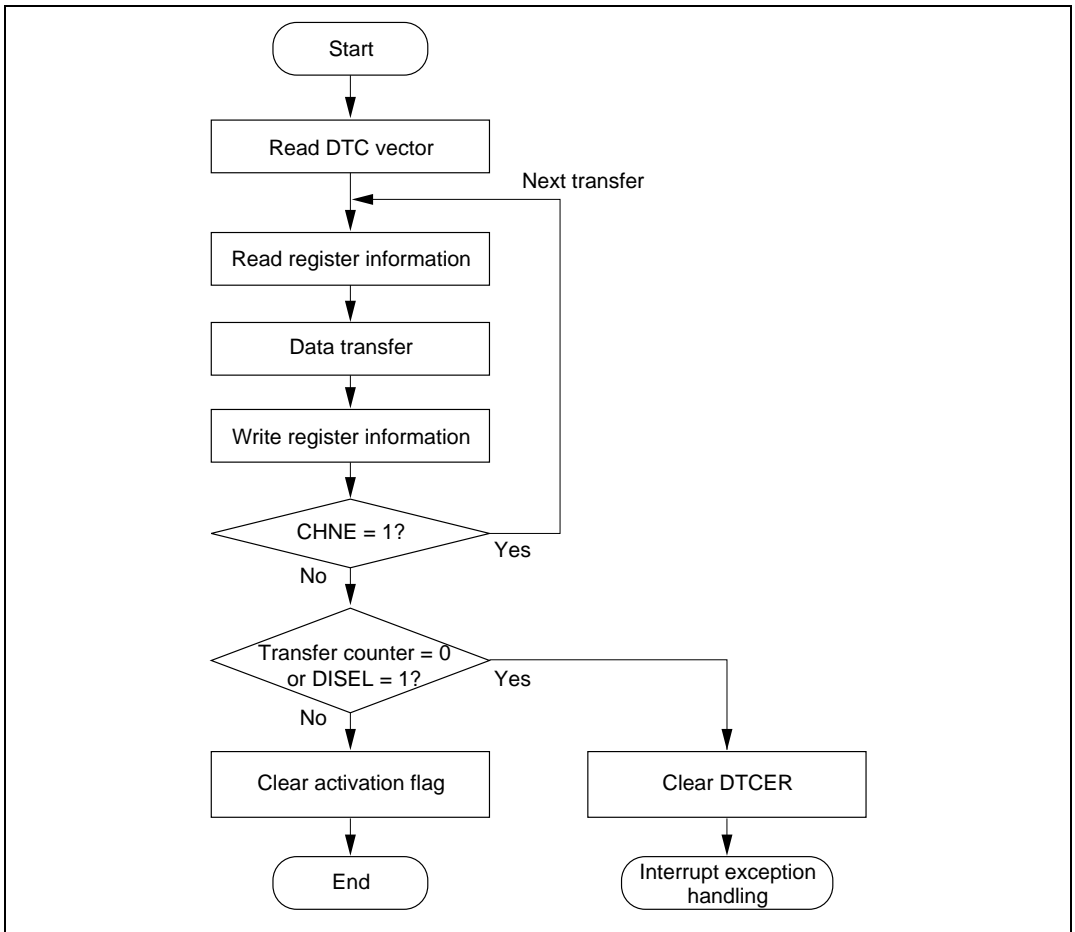 Start
Read DTC vector
Next transfer
Read register information
Data transfer
Write register information
CHNE = 1?
Yes
No
Transfer counter = 0
or DISEL = 1?
Yes
No
Clear activation flag
Clear DTCER
End
Interrupt exception
handling